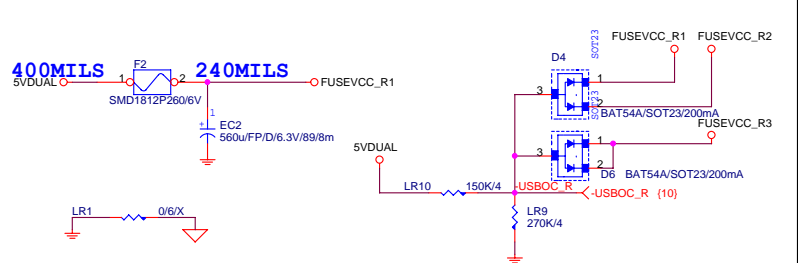 400MILS
5VDUAL
F2
1
2
SMD1812P260/6V
240MILS
FUSEVCC_R1
1
+
EC2
560u/FP/D/6.3V/89/8m
LR1
0/6/X
5VDUAL
LR10
150K/4
-USBOC_R
LR9
270K/4
-USBOC_R {10}
D4
SOT23
3
1
2
BAT54A/SOT23/200mA
FUSEVCC_R1
FUSEVCC_R2
SOT23
3
1
2
D6
BAT54A/SOT23/200mA
FUSEVCC_R3